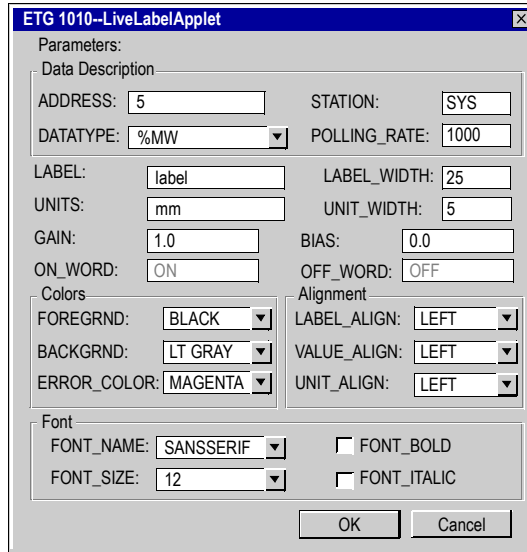 ETG 1010--LiveLabelApplet
Parameters:
Data Description
ADDRESS: 5 STATION: SYS
DATATYPE: %MW POLLING_RATE: 1000
LABEL: label LABEL_WIDTH: 25
UNITS: mm UNIT_WIDTH: 5
GAIN: 1.0 BIAS: 0.0
ON_WORD: ON OFF_WORD: OFF
Colors Alignment
FOREGRND: BLACK LABEL_ALIGN: LEFT
BACKGRND: LT GRAY VALUE_ALIGN: LEFT
ERROR_COLOR: MAGENTA UNIT_ALIGN: LEFT
Font
FONT_NAME: SANSSERIF FONT_BOLD
FONT_SIZE: 12 FONT_ITALIC
OK Cancel